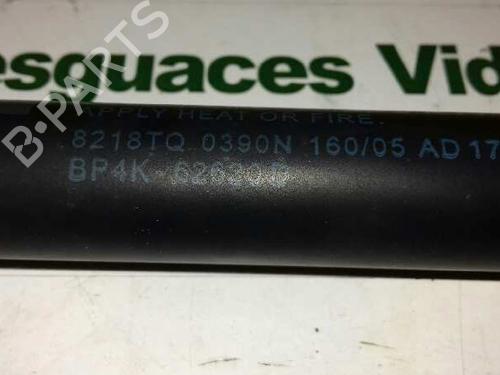 esguaces Vid
B-PARTS
APPLY HEAT OR FIRE.
8218TQ 0390N 160/05 AD 17
BP4K